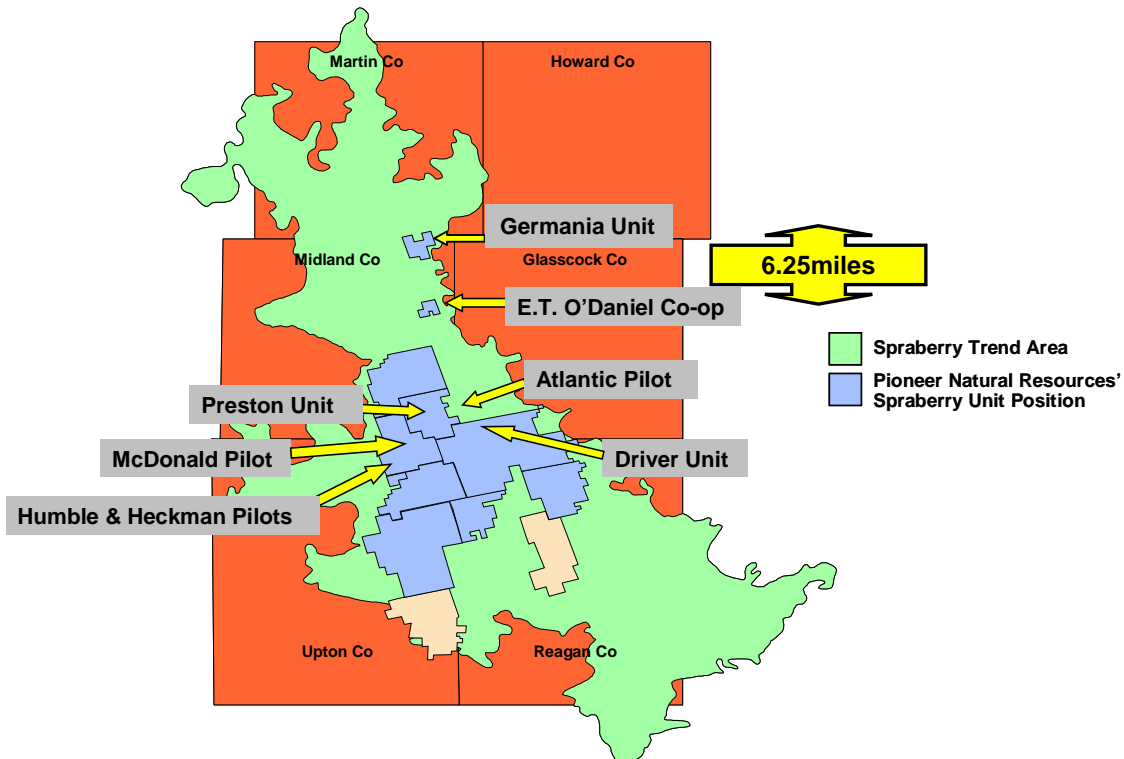 Martin Co
Howard Co
Germania Unit
Midland Co
Glasscock Co
6.25miles
E.T. O’Daniel Co-op
Spraberry Trend Area
Pioneer Natural Resources’
Spraberry Unit Position
Atlantic Pilot
Preston Unit
McDonald Pilot
Driver Unit
Humble & Heckman Pilots
Upton Co
Reagan Co